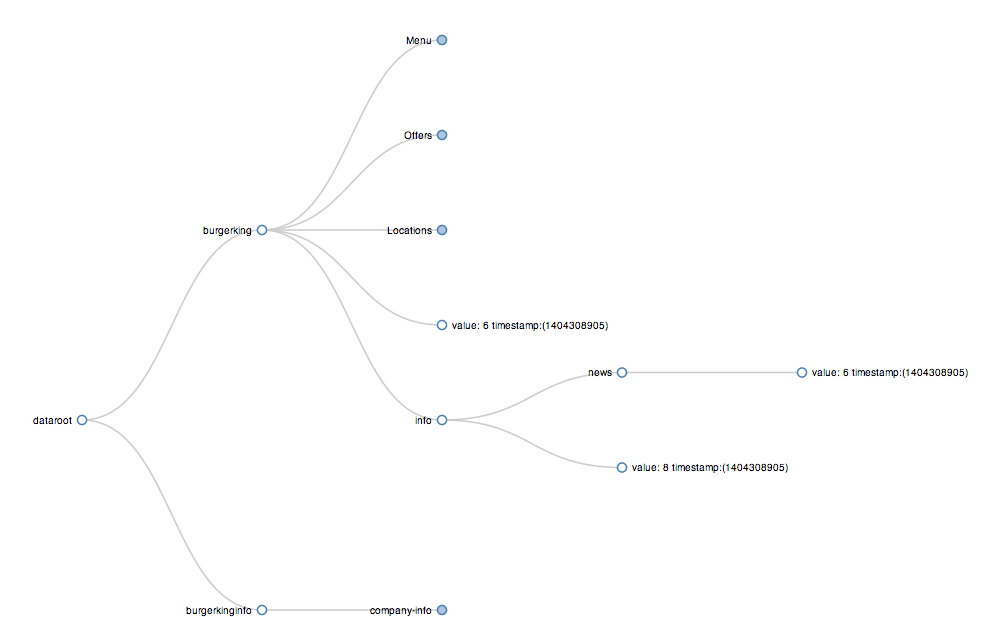 Menu
Offers
burgerking
Locations
value: 6 timestamp:(1404308905)
news
value: 6 timestamp:(1404308905)
dataroot
info
value: 8 timestamp:(1404308905)
burgerkinginfo
company-info